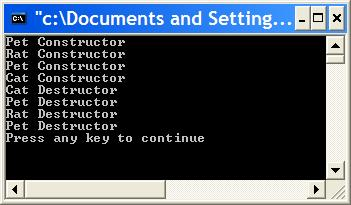 "c:\Documents and Setting...
Pet Constructor
Rat Constructor
Pet Constructor
Cat Constructor
Cat Destructor
Pet Destructor
Rat Destructor
Pet Destructor
Press any key to continue